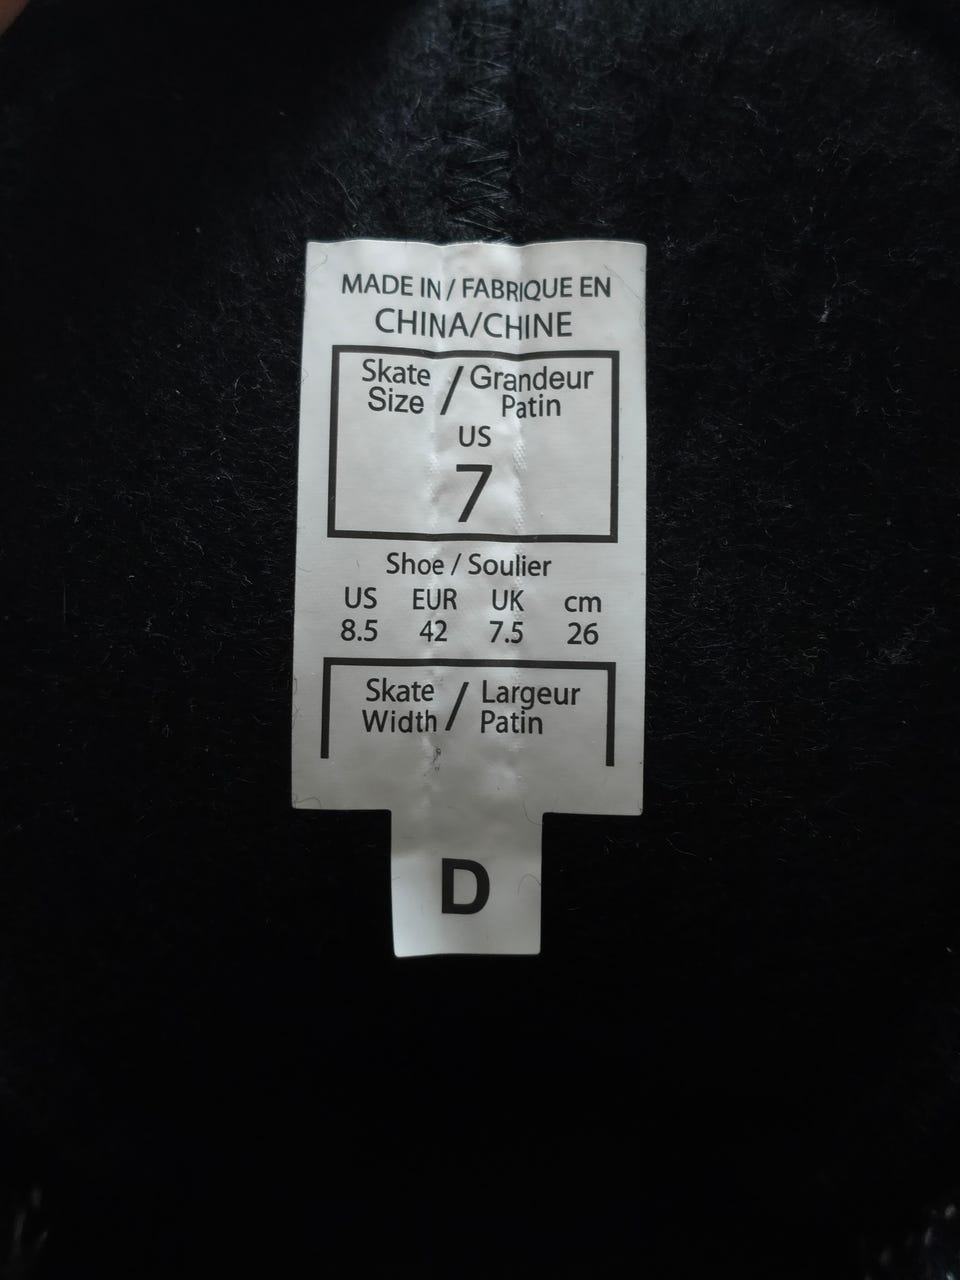 MADE IN / FABRIQUE EN
CHINA/CHINE
Skate Size / Grandeur Patin
US
7
Shoe / Soulier
US EUR UK cm
8.5 42 7.5 26
Skate Width / Largeur Patin
D